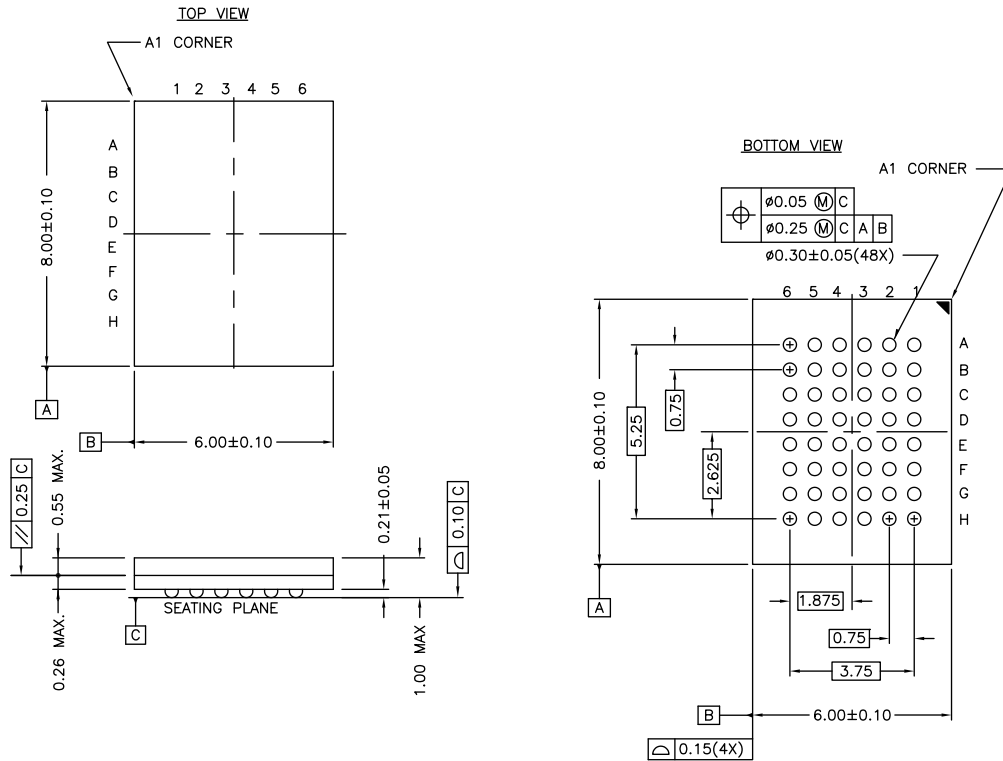 TOP VIEW
A1 CORNER
1 2 3 4 5 6
A
B
C
D
E
F
G
H
8.00±0.10
A
B
6.00±0.10
// 0.25 C
0.55 MAX.
0.21±0.05
0.10 C
SEATING PLANE
C
0.26 MAX.
1.00 MAX
BOTTOM VIEW
A1 CORNER
ø0.05 Ⓜ C
ø0.25 Ⓜ C A B
ø0.30±0.05(48X)
6 5 4 3 2 1
A
B
C
D
E
F
G
H
8.00±0.10
5.25
0.75
2.625
A
1.875
0.75
3.75
B
6.00±0.10
0.15(4X)